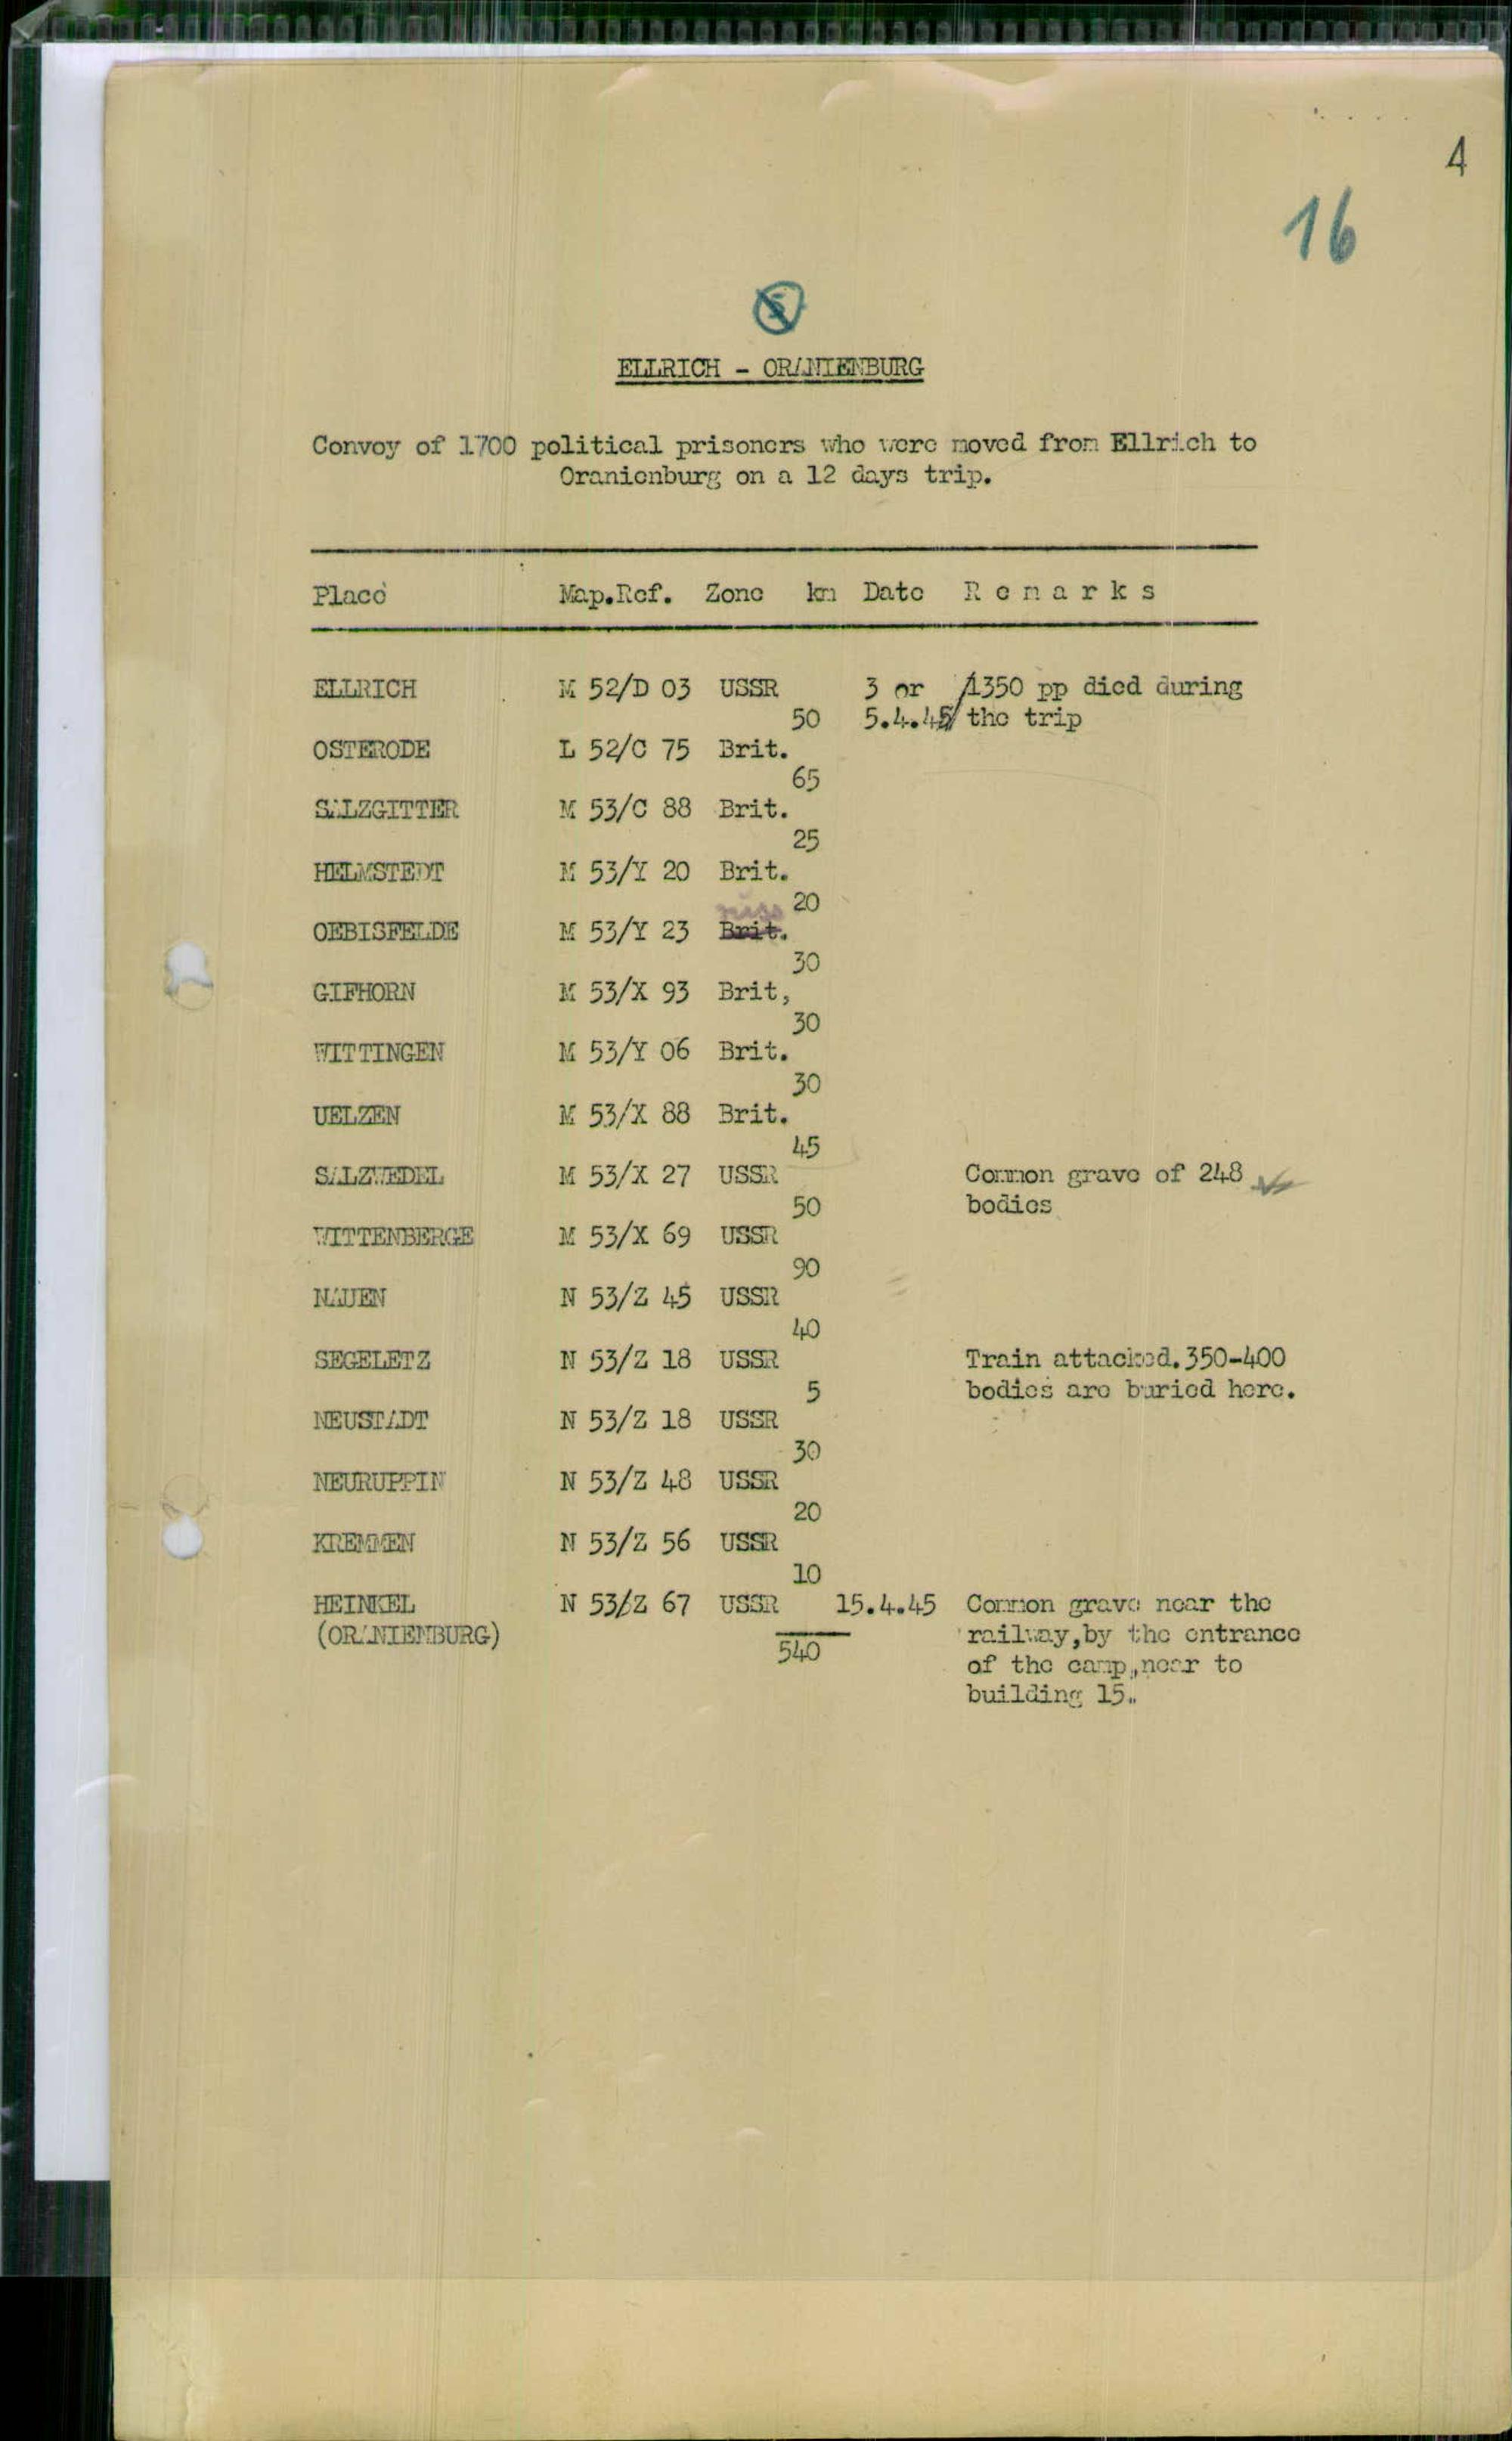 4
16
5
ELLRICH - ORANIENBURG
Convoy of 1700 political prisoners who were moved from Ellrich to
Oranienburg on a 12 days trip.
Place Map.Ref. Zone km Date R e m a r k s
ELLRICH M 52/D 03 USSR 3 or /1350 pp died during
50 5.4.45/ the trip
OSTERODE L 52/C 75 Brit.
65
SALZGITTER M 53/C 88 Brit.
25
HELMSTEDT M 53/Y 20 Brit.
20
OEBISFELDE M 53/Y 23 Brit.
30
GIFHORN M 53/X 93 Brit,
30
WITTINGEN M 53/Y 06 Brit.
30
UELZEN M 53/X 88 Brit.
45
SALZWEDEL M 53/X 27 USSR Common grave of 248
50 bodies
WITTENBERGE M 53/X 69 USSR
90
NAUEN N 53/Z 45 USSR
40
SEGELETZ N 53/Z 18 USSR Train attacked.350-400
5 bodies are buried here.
NEUSTADT N 53/Z 18 USSR
30
NEURUPPIN N 53/Z 48 USSR
20
KREMMEN N 53/Z 56 USSR
10
HEINKEL N 53/Z 67 USSR 15.4.45 Common grave near the
(ORANIENBURG) railway,by the entrance
540 of the camp,near to
building 15.